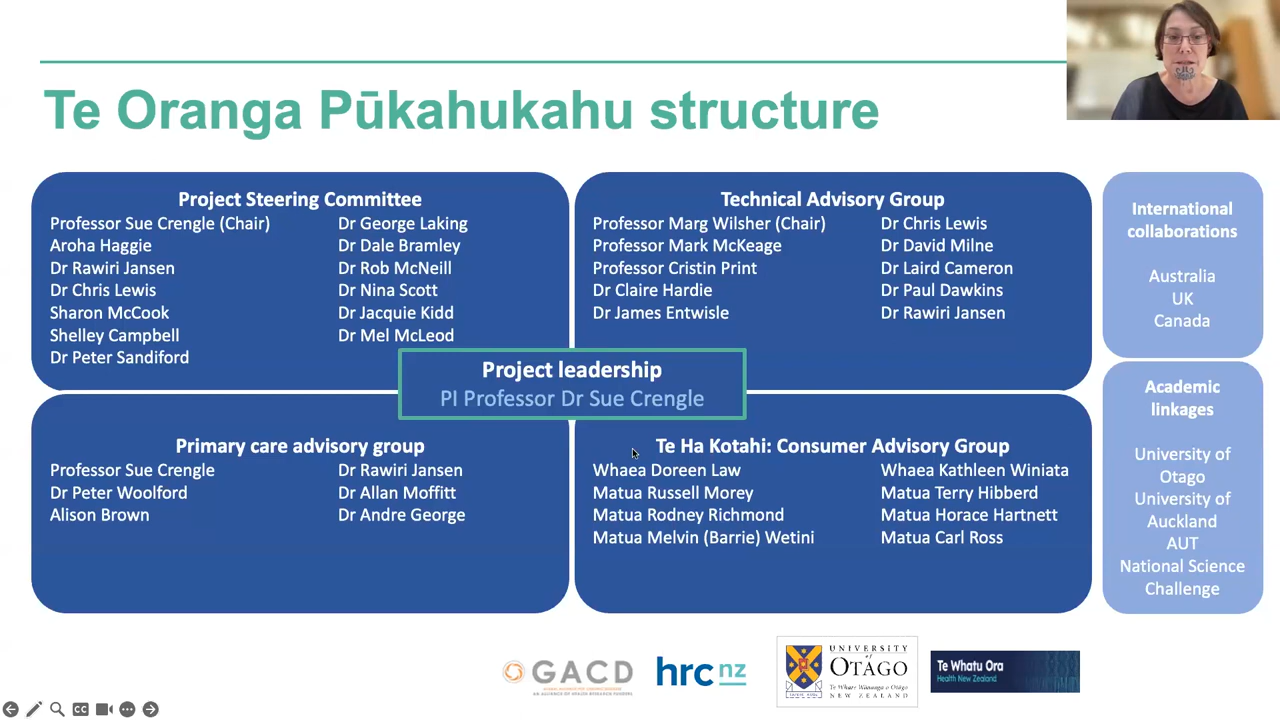 Te Oranga Pūkahukahu structure
Project Steering Committee
Professor Sue Crengle (Chair)
Aroha Haggie
Dr Rawiri Jansen
Dr Chris Lewis
Sharon McCook
Shelley Campbell
Dr Peter Sandiford
Dr George Laking
Dr Dale Bramley
Dr Rob McNeill
Dr Nina Scott
Dr Jacquie Kidd
Dr Mel McLeod
Technical Advisory Group
Professor Marg Wilsher (Chair)
Professor Mark McKeage
Professor Cristin Print
Dr Claire Hardie
Dr James Entwisle
Dr Chris Lewis
Dr David Milne
Dr Laird Cameron
Dr Paul Dawkins
Dr Rawiri Jansen
International
collaborations
Australia
UK
Canada
Project leadership
PI Professor Dr Sue Crengle
Primary care advisory group
Professor Sue Crengle
Dr Peter Woolford
Alison Brown
Dr Rawiri Jansen
Dr Allan Moffitt
Dr Andre George
Te Ha Kotahi: Consumer Advisory Group
Whaea Doreen Law
Matua Russell Morey
Matua Rodney Richmond
Matua Melvin (Barrie) Wetini
Whaea Kathleen Winiata
Matua Terry Hibberd
Matua Horace Hartnett
Matua Carl Ross
Academic
linkages
University of
Otago
University of
Auckland
AUT
National Science
Challenge
GACD
hrc nz
UNIVERSITY
of
OTAGO
Te Whare Wānanga o Otāgo
NEW ZEALAND
Te Whatu Ora
Health New Zealand
CC